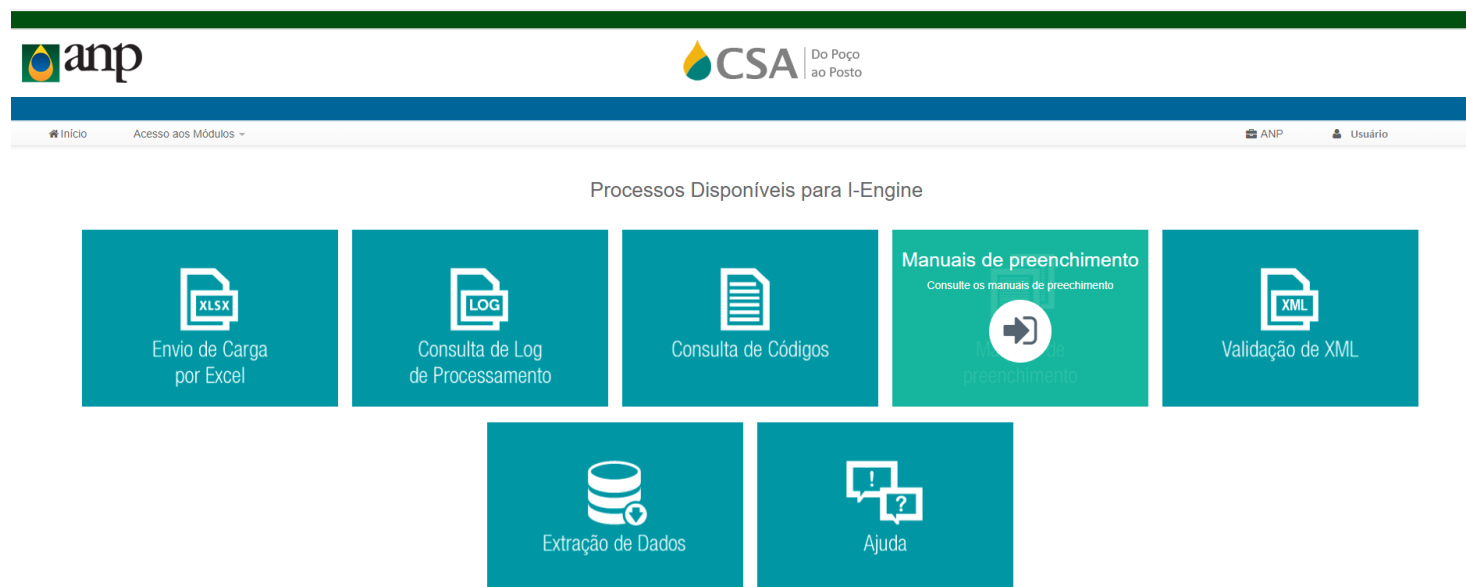 anp
CSA
Do Poço
ao Posto
Início
Acesso aos Módulos
ANP
Usuário
Processos Disponíveis para I-Engine
XLSX
Envio de Carga
por Excel
LOG
Consulta de Log
de Processamento
Consulta de Códigos
Manuais de preenchimento
Consulte os manuais de preechimento
preenchimento
XML
Validação de XML
Extração de Dados
!
?
Ajuda